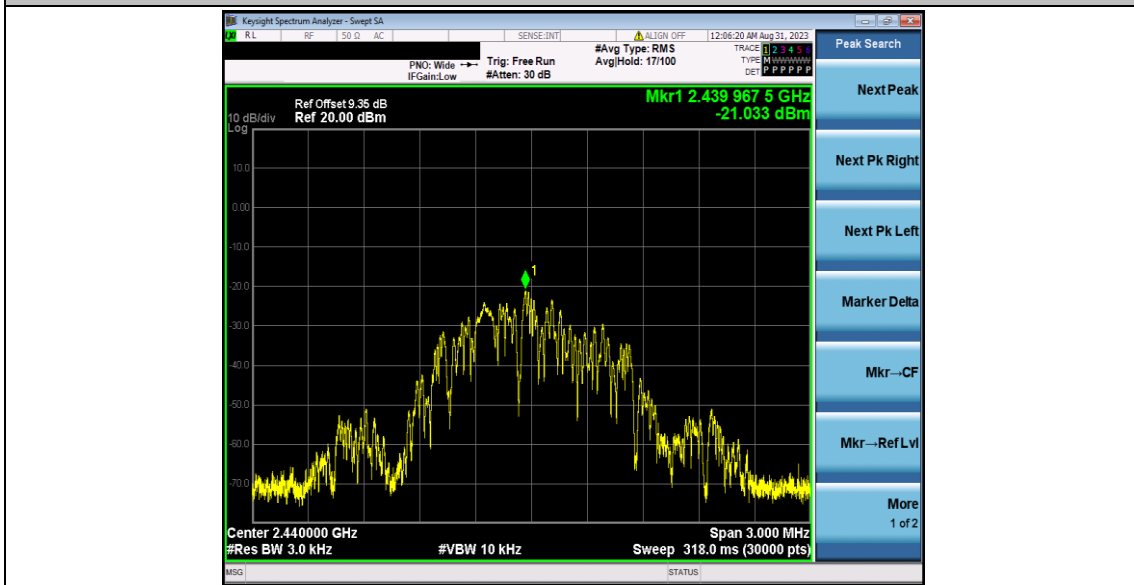 Keysight Spectrum Analyzer - Swept SA
LXI RL RF 50 Ω AC SENSE:INT ALIGN OFF 12:06:20 AM Aug 31, 2023
PNO: Wide Trig: Free Run #Avg Type: RMS TRACE 1 2 3 4 5 6
IFGain:Low #Atten: 30 dB Avg|Hold: 17/100 TYPE M WWWWW
DET P P P P P P
Ref Offset 9.35 dB Mkr1 2.439 967 5 GHz
10 dB/div Ref 20.00 dBm -21.033 dBm
Log
10.0
0.00
-10.0
1
-20.0
-30.0
-40.0
-50.0
-60.0
-70.0
Center 2.440000 GHz Span 3.000 MHz
#Res BW 3.0 kHz #VBW 10 kHz Sweep 318.0 ms (30000 pts)
MSG STATUS
Peak Search
Next Peak
Next Pk Right
Next Pk Left
Marker Delta
Mkr→CF
Mkr→Ref Lvl
More
1 of 2